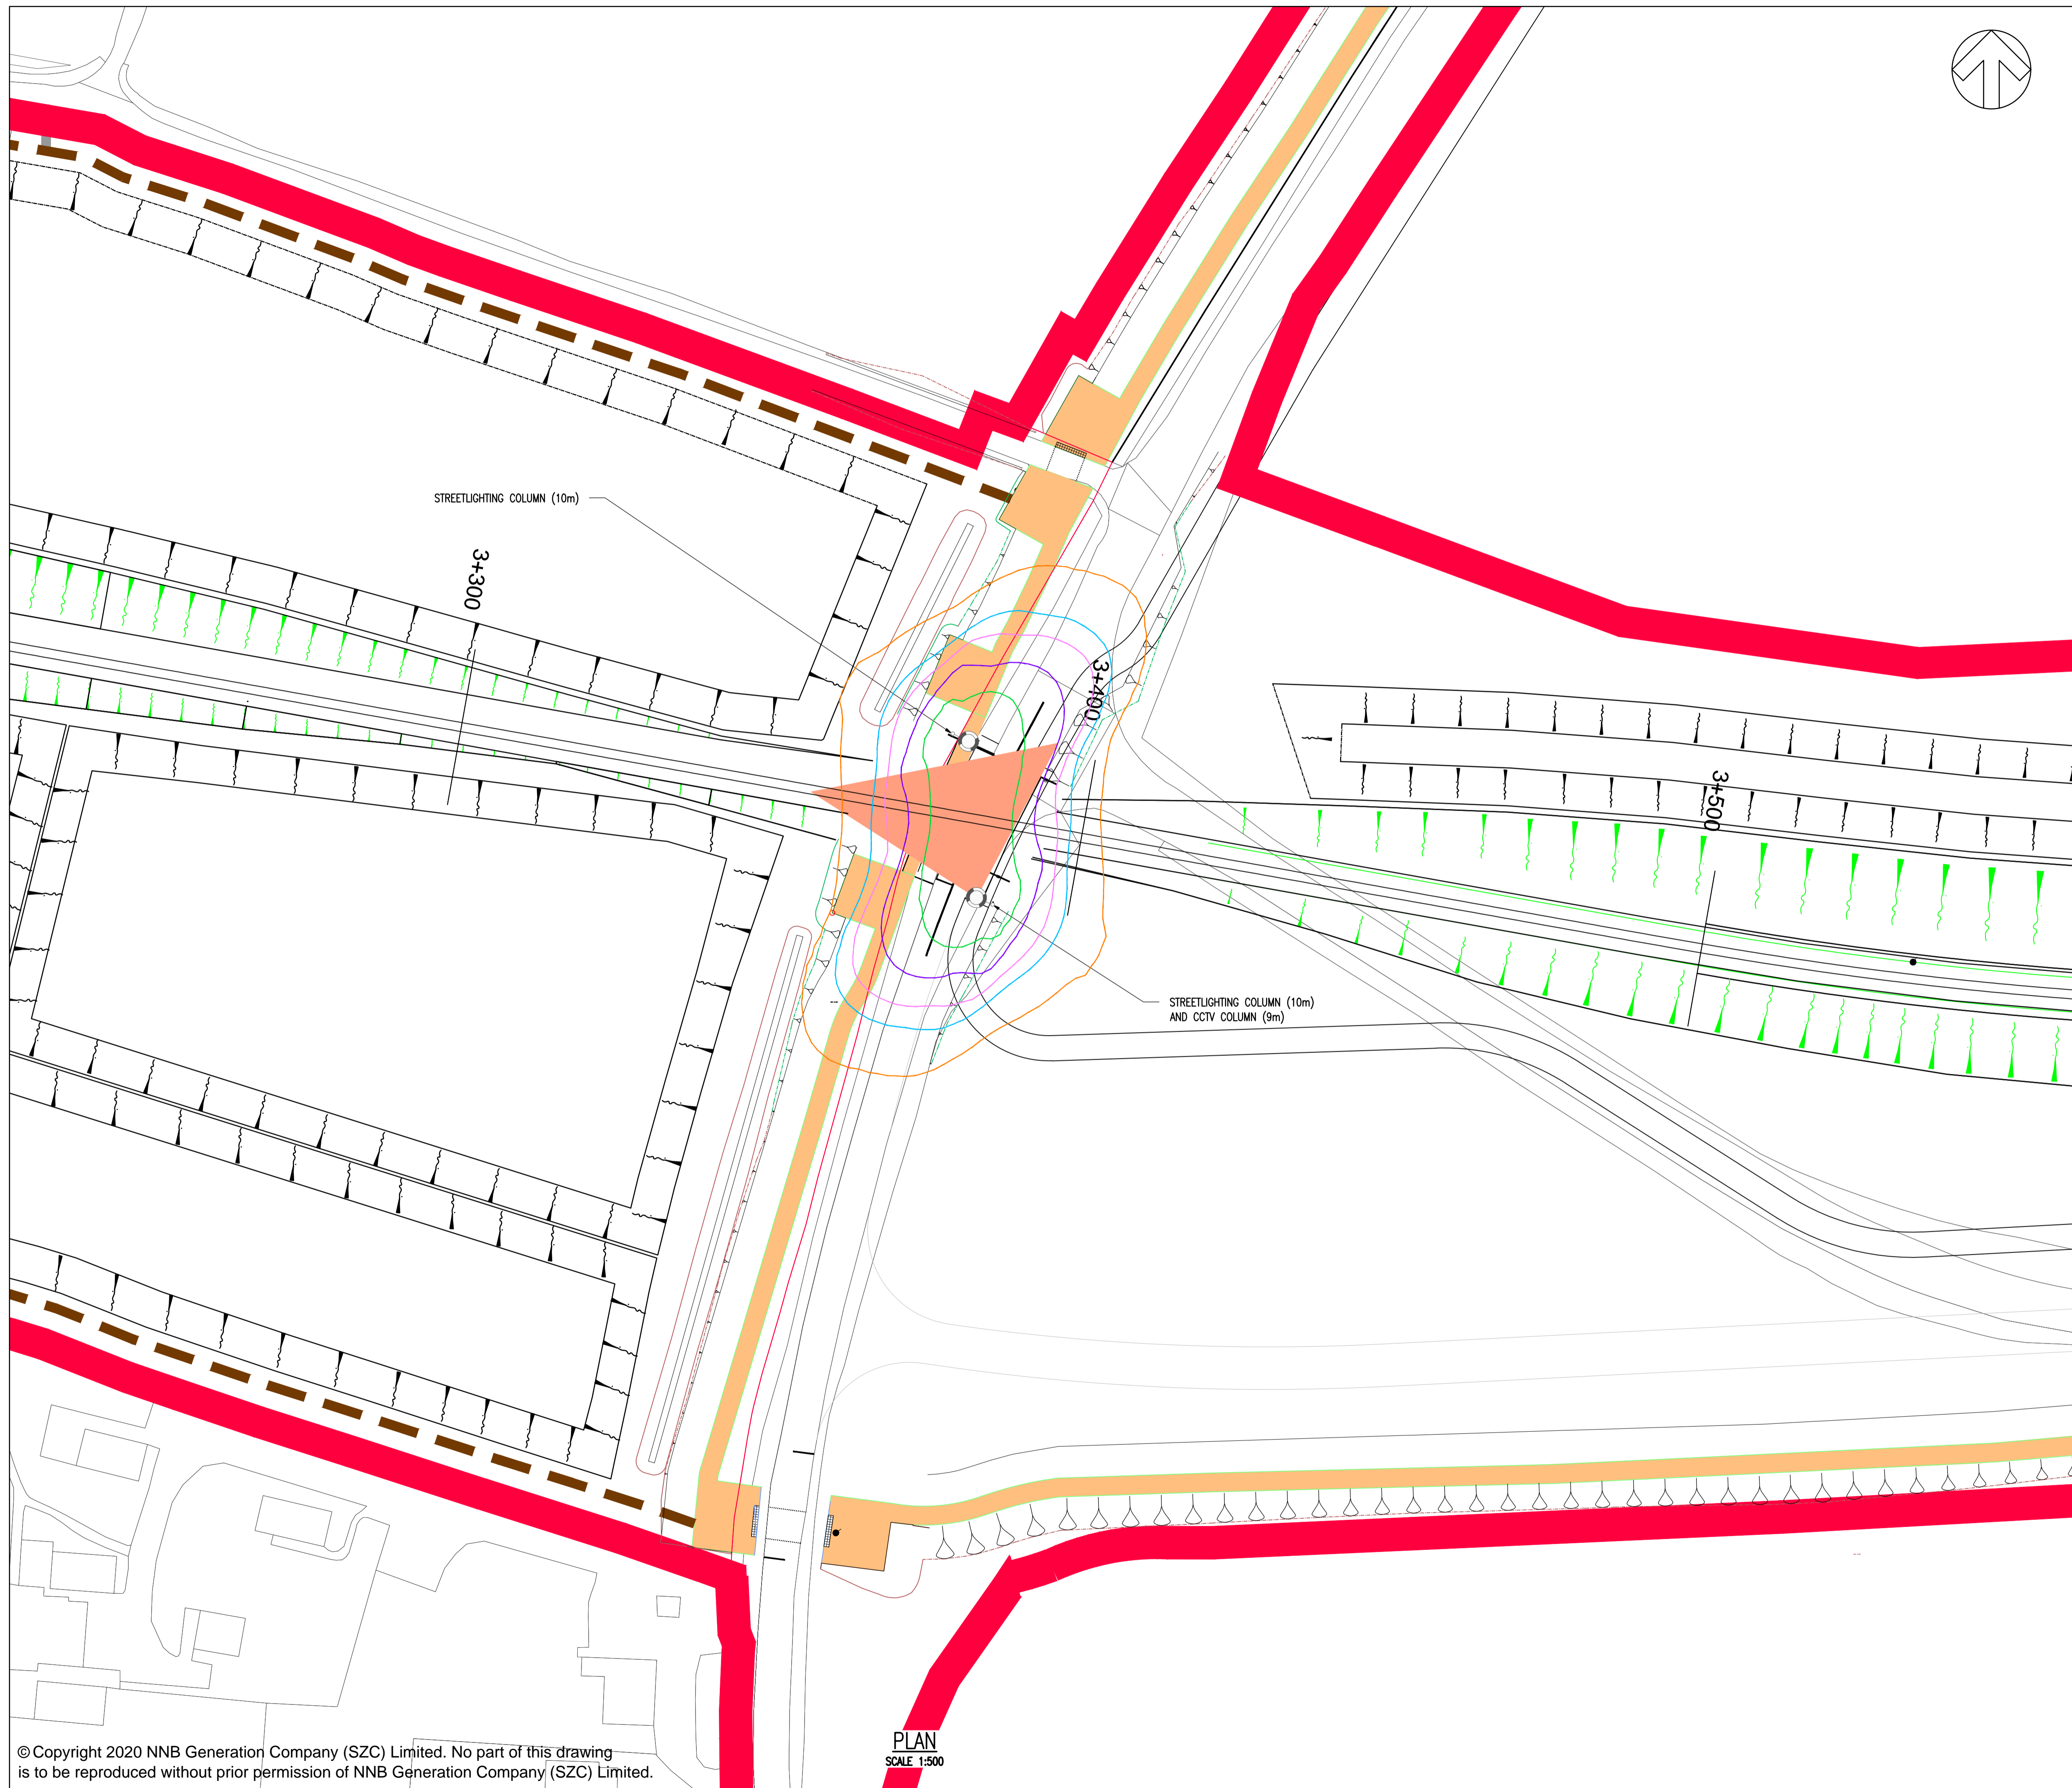 STREETLIGHTING COLUMN (10m)
3+300
3+400
3+500
STREETLIGHTING COLUMN (10m)
AND CCTV COLUMN (9m)
PLAN
SCALE 1:500
© Copyright 2020 NNB Generation Company (SZC) Limited. No part of this drawing
is to be reproduced without prior permission of NNB Generation Company (SZC) Limited.